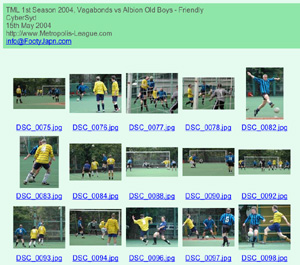 TML 1st Season 2004, Vagabonds vs Albion Old Boys - Friendly
CyberSyd
15th May 2004
http://www.Metropolis-League.com
info@FootyJapn.com
DSC_0075.jpg DSC_0076.jpg DSC_0077.jpg DSC_0078.jpg DSC_0082.jpg
DSC_0083.jpg DSC_0084.jpg DSC_0088.jpg DSC_0090.jpg DSC_0092.jpg
DSC_0093.jpg DSC_0094.jpg DSC_0096.jpg DSC_0097.jpg DSC_0098.jpg